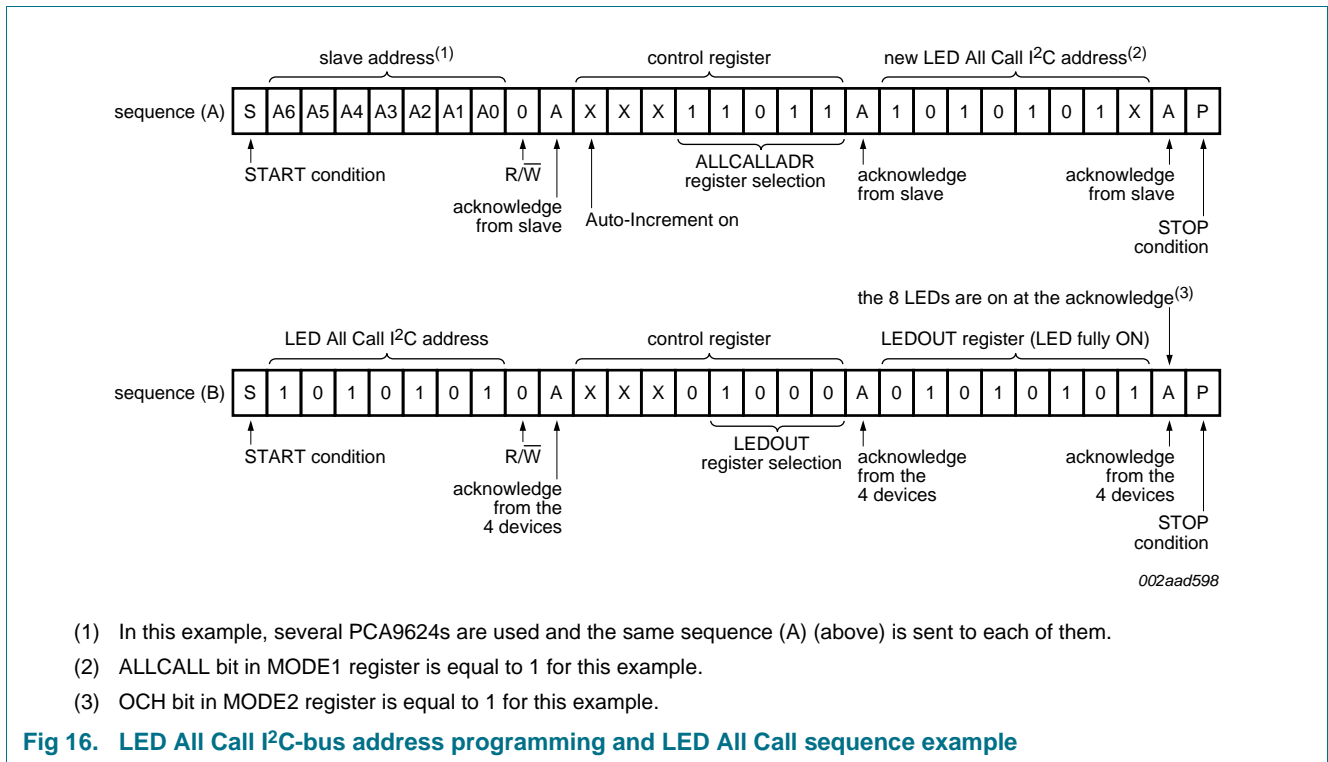 slave address(1) control register new LED All Call I2C address(2)
sequence (A) S A6 A5 A4 A3 A2 A1 A0 0 A X X X 1 1 0 1 1 A 1 0 1 0 1 0 1 X A P
START condition R/W ALLCALLADR acknowledge acknowledge
register selection from slave from slave
acknowledge
from slave Auto-Increment on STOP
condition
the 8 LEDs are on at the acknowledge(3)
LED All Call I2C address control register LEDOUT register (LED fully ON)
sequence (B) S 1 0 1 0 1 0 1 0 A X X X 0 1 0 0 0 A 0 1 0 1 0 1 0 1 A P
START condition R/W LEDOUT acknowledge acknowledge
register selection from the from the
4 devices 4 devices
acknowledge
from the
4 devices STOP
condition
002aad598
(1) In this example, several PCA9624s are used and the same sequence (A) (above) is sent to each of them.
(2) ALLCALL bit in MODE1 register is equal to 1 for this example.
(3) OCH bit in MODE2 register is equal to 1 for this example.
Fig 16. LED All Call I2C-bus address programming and LED All Call sequence example